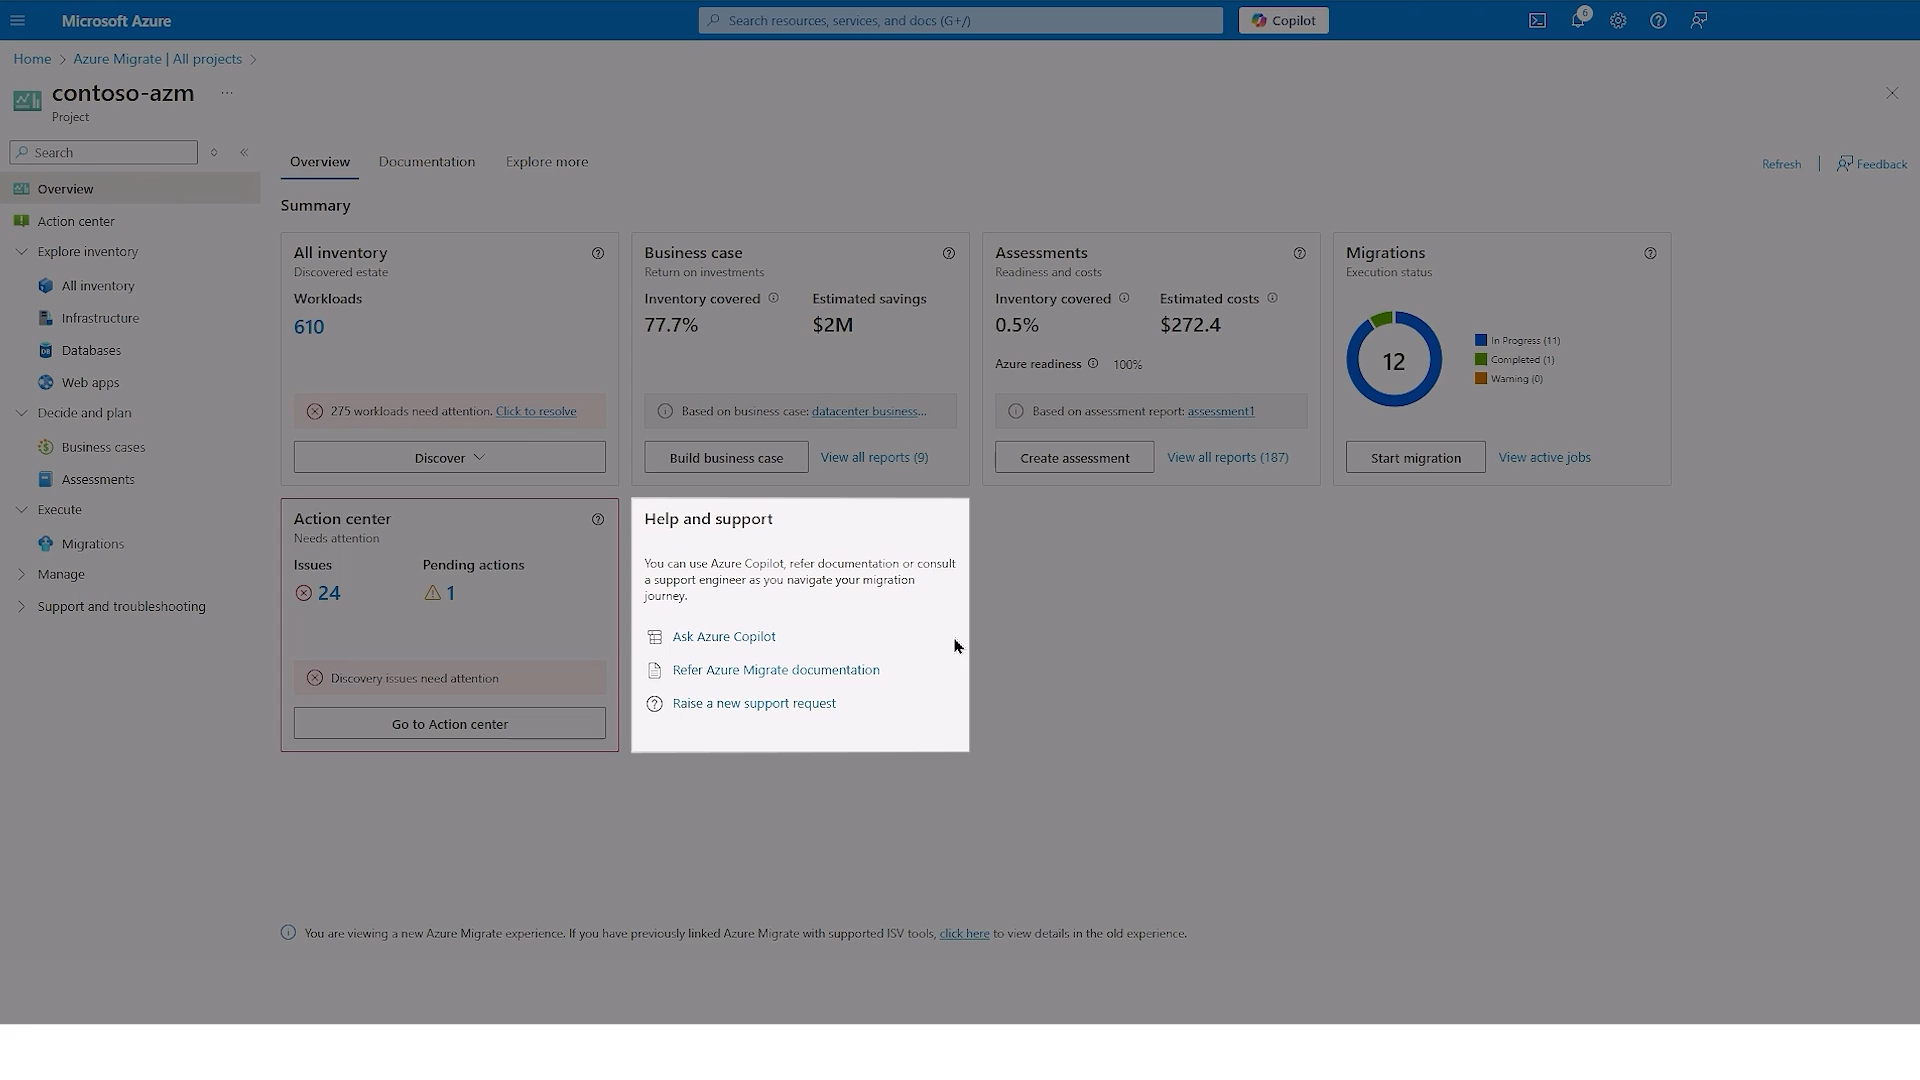 Microsoft Azure
Search resources, services, and docs (G+/)
Copilot
6
Home > Azure Migrate | All projects >
contoso-azm ...
Project
Search
Overview
Action center
Explore inventory
All inventory
Infrastructure
Databases
Web apps
Decide and plan
Business cases
Assessments
Execute
Migrations
Manage
Support and troubleshooting
Overview Documentation Explore more
Refresh | Feedback
Summary
All inventory
Discovered estate
Workloads
610
275 workloads need attention. Click to resolve
Discover
Business case
Return on investments
Inventory covered Estimated savings
77.7% $2M
Based on business case: datacenter business...
Build business case View all reports (9)
Assessments
Readiness and costs
Inventory covered Estimated costs
0.5% $272.4
Azure readiness 100%
Based on assessment report: assessment1
Create assessment View all reports (187)
Migrations
Execution status
12
In Progress (11)
Completed (1)
Warning (0)
Start migration View active jobs
Action center
Needs attention
Issues Pending actions
24 1
Discovery issues need attention
Go to Action center
Help and support
You can use Azure Copilot, refer documentation or consult
a support engineer as you navigate your migration
journey.
Ask Azure Copilot
Refer Azure Migrate documentation
Raise a new support request
You are viewing a new Azure Migrate experience. If you have previously linked Azure Migrate with supported ISV tools, click here to view details in the old experience.